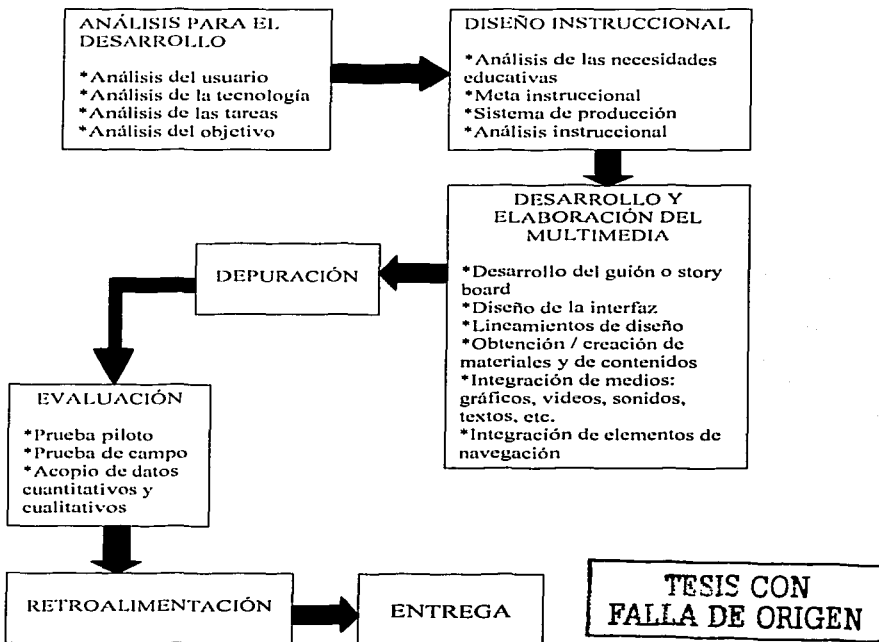 ANÁLISIS PARA EL
DESARROLLO
*Análisis del usuario
*Análisis de la tecnología
*Análisis de las tareas
*Análisis del objetivo
DISEÑO INSTRUCCIONAL
*Análisis de las necesidades
educativas
*Meta instruccional
*Sistema de producción
*Análisis instruccional
DESARROLLO Y
ELABORACIÓN DEL
MULTIMEDIA
*Desarrollo del guión o story
board
*Diseño de la interfaz
*Lineamientos de diseño
*Obtención / creación de
materiales y de contenidos
*Integración de medios:
gráficos, videos, sonidos,
textos, etc.
*Integración de elementos de
navegación
DEPURACIÓN
EVALUACIÓN
*Prueba piloto
*Prueba de campo
*Acopio de datos
cuantitativos y
cualitativos
RETROALIMENTACIÓN
ENTREGA
TESIS CON
FALLA DE ORIGEN